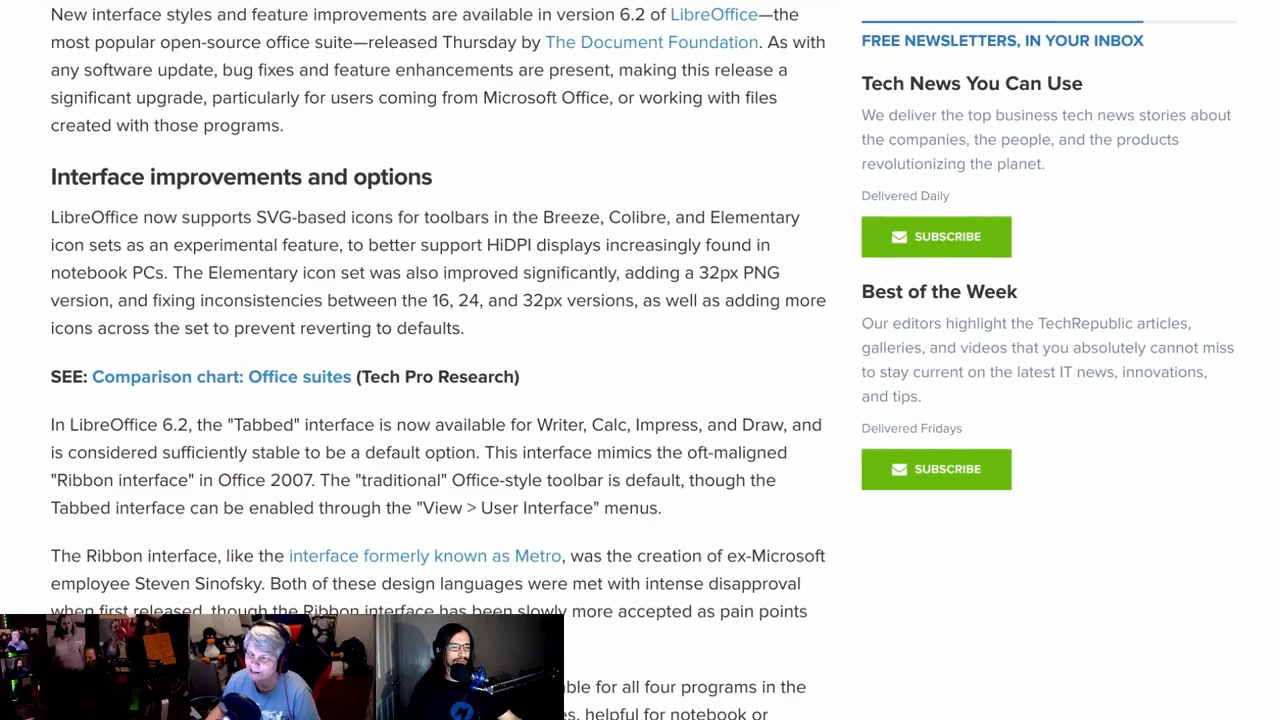 New interface styles and feature improvements are available in version 6.2 of LibreOffice—the
most popular open-source office suite—released Thursday by The Document Foundation. As with
any software update, bug fixes and feature enhancements are present, making this release a
significant upgrade, particularly for users coming from Microsoft Office, or working with files
created with those programs.
Interface improvements and options
LibreOffice now supports SVG-based icons for toolbars in the Breeze, Colibre, and Elementary
icon sets as an experimental feature, to better support HiDPI displays increasingly found in
notebook PCs. The Elementary icon set was also improved significantly, adding a 32px PNG
version, and fixing inconsistencies between the 16, 24, and 32px versions, as well as adding more
icons across the set to prevent reverting to defaults.
SEE: Comparison chart: Office suites (Tech Pro Research)
In LibreOffice 6.2, the "Tabbed" interface is now available for Writer, Calc, Impress, and Draw, and
is considered sufficiently stable to be a default option. This interface mimics the oft-maligned
"Ribbon interface" in Office 2007. The "traditional" Office-style toolbar is default, though the
Tabbed interface can be enabled through the "View > User Interface" menus.
The Ribbon interface, like the interface formerly known as Metro, was the creation of ex-Microsoft
employee Steven Sinofsky. Both of these design languages were met with intense disapproval
when first released, though the Ribbon interface has been slowly more accepted as pain points
for all four programs in the
helpful for notebook or
FREE NEWSLETTERS, IN YOUR INBOX
Tech News You Can Use
We deliver the top business tech news stories about
the companies, the people, and the products
revolutionizing the planet.
Delivered Daily
SUBSCRIBE
Best of the Week
Our editors highlight the TechRepublic articles,
galleries, and videos that you absolutely cannot miss
to stay current on the latest IT news, innovations,
and tips.
Delivered Fridays
SUBSCRIBE